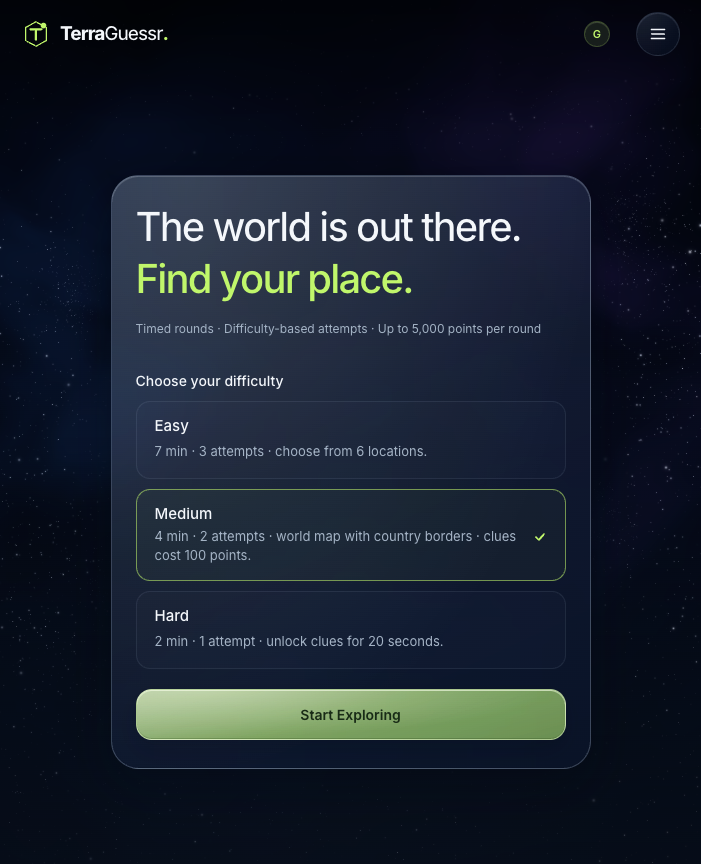 TerraGuessr.
G
The world is out there.
Find your place.
Timed rounds · Difficulty-based attempts · Up to 5,000 points per round
Choose your difficulty
Easy
7 min · 3 attempts · choose from 6 locations.
Medium
4 min · 2 attempts · world map with country borders · clues
cost 100 points.
Hard
2 min · 1 attempt · unlock clues for 20 seconds.
Start Exploring